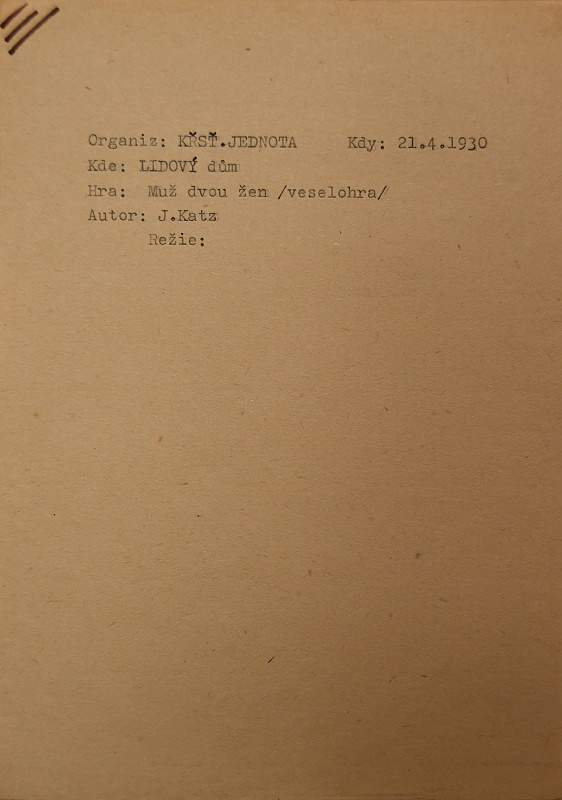 Organiz: KŘSŤ.JEDNOTA Kdy: 21.4.1930
Kde: LIDOVÝ dům
Hra: Muž dvou žen /veselohra/
Autor: J.Katz
Režie: